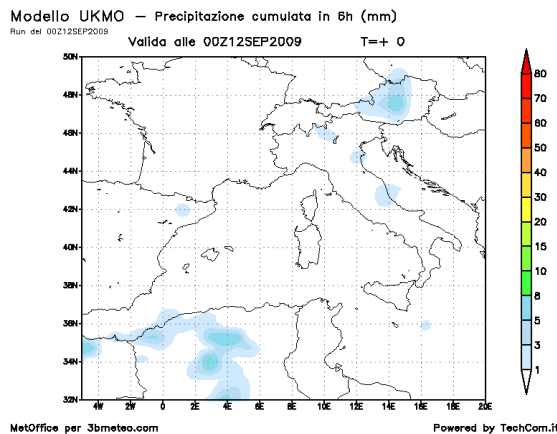 Modello UKMO — Precipitazione cumulata in 6h (mm)
Run del 00Z12SEP2009
Valida alle 00Z12SEP2009 T=+ 0
50N
48N
46N
44N
42N
40N
38N
36N
34N
32N
4W 2W 0 2E 4E 6E 8E 10E 12E 14E 16E 18E 20E
80
70
60
50
40
30
20
15
10
8
5
3
1
MetOffice per 3bmeteo.com Powered by TechCom.it